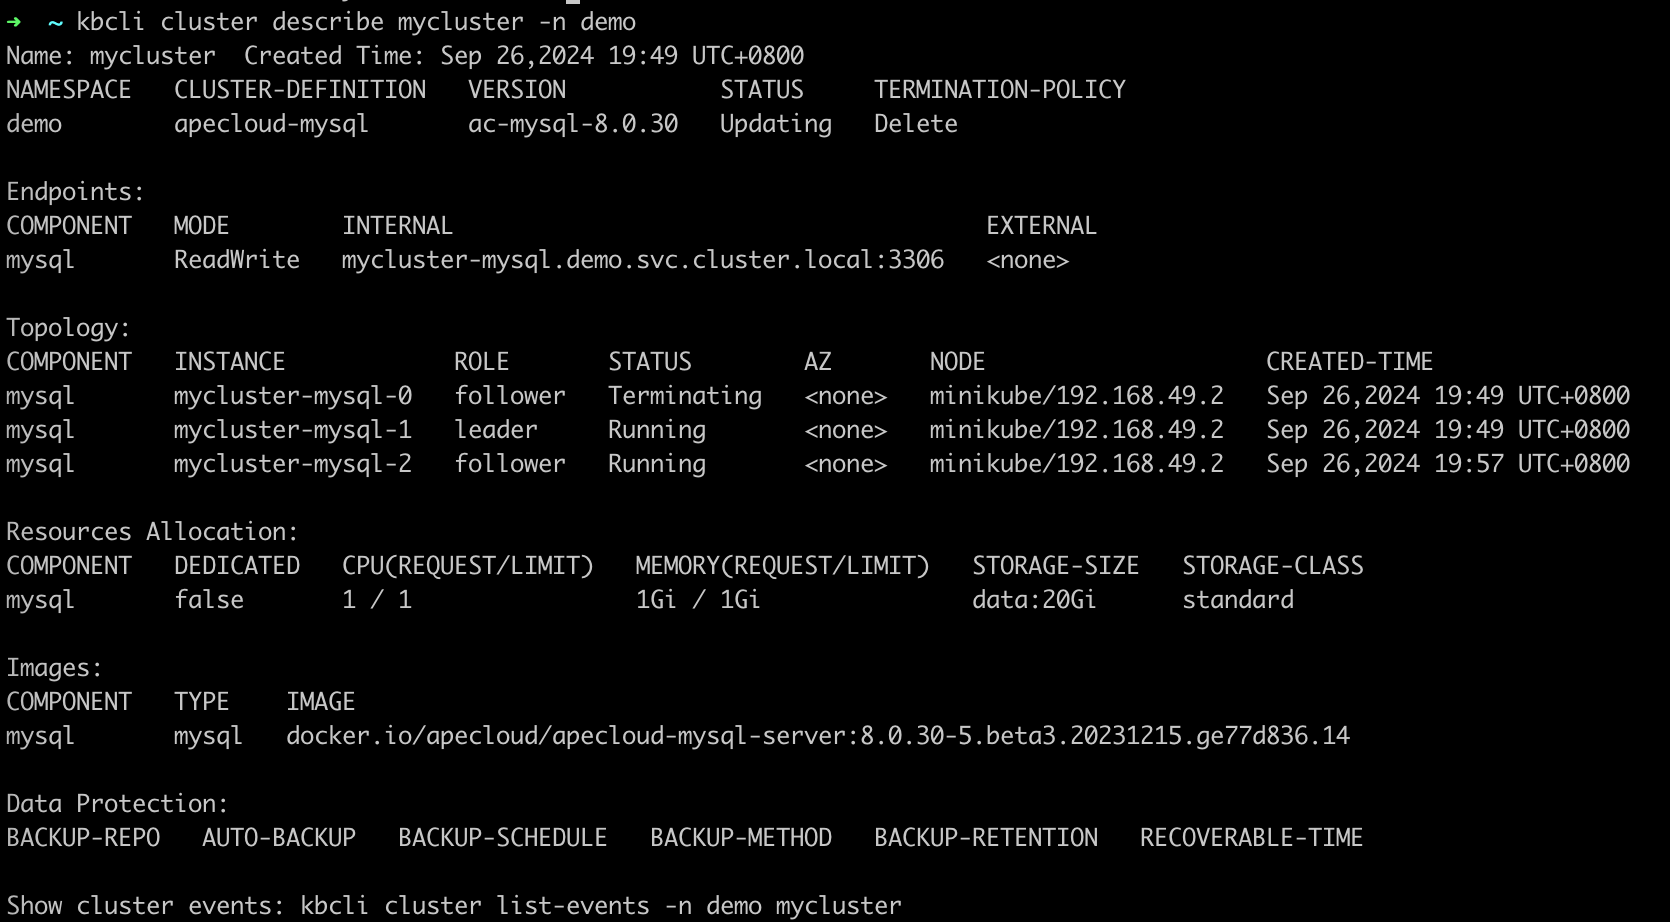 → ~ kbcli cluster describe mycluster -n demo
Name: mycluster  Created Time: Sep 26,2024 19:49 UTC+0800
NAMESPACE   CLUSTER-DEFINITION   VERSION           STATUS     TERMINATION-POLICY
demo        apecloud-mysql       ac-mysql-8.0.30   Updating   Delete
Endpoints:
COMPONENT   MODE        INTERNAL                                      EXTERNAL
mysql       ReadWrite   mycluster-mysql.demo.svc.cluster.local:3306   <none>
Topology:
COMPONENT   INSTANCE            ROLE       STATUS        AZ       NODE                    CREATED-TIME
mysql       mycluster-mysql-0   follower   Terminating   <none>   minikube/192.168.49.2   Sep 26,2024 19:49 UTC+0800
mysql       mycluster-mysql-1   leader     Running       <none>   minikube/192.168.49.2   Sep 26,2024 19:49 UTC+0800
mysql       mycluster-mysql-2   follower   Running       <none>   minikube/192.168.49.2   Sep 26,2024 19:57 UTC+0800
Resources Allocation:
COMPONENT   DEDICATED   CPU(REQUEST/LIMIT)   MEMORY(REQUEST/LIMIT)   STORAGE-SIZE   STORAGE-CLASS
mysql       false       1 / 1                1Gi / 1Gi               data:20Gi      standard
Images:
COMPONENT   TYPE    IMAGE
mysql       mysql   docker.io/apecloud/apecloud-mysql-server:8.0.30-5.beta3.20231215.ge77d836.14
Data Protection:
BACKUP-REPO   AUTO-BACKUP   BACKUP-SCHEDULE   BACKUP-METHOD   BACKUP-RETENTION   RECOVERABLE-TIME
Show cluster events: kbcli cluster list-events -n demo mycluster